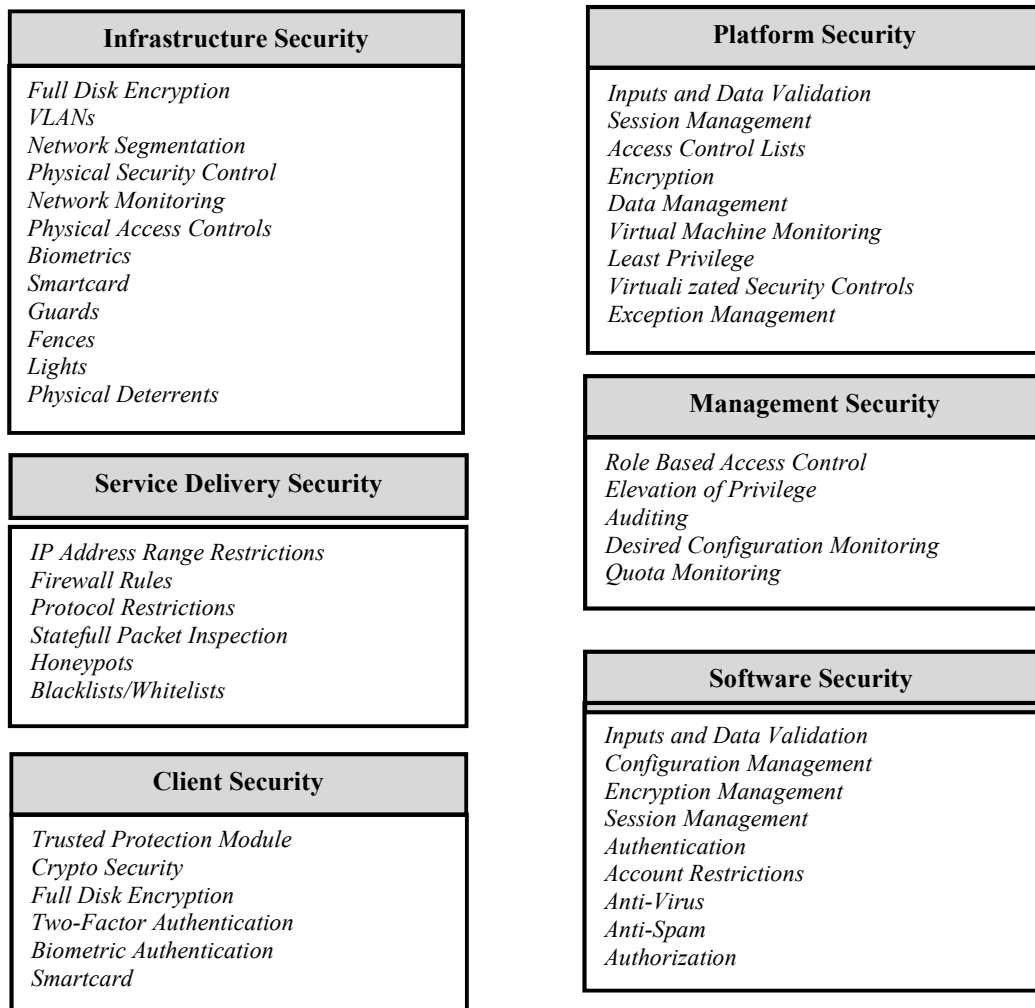 Infrastructure Security
Full Disk Encryption
VLANs
Network Segmentation
Physical Security Control
Network Monitoring
Physical Access Controls
Biometrics
Smartcard
Guards
Fences
Lights
Physical Deterrents
Service Delivery Security
IP Address Range Restrictions
Firewall Rules
Protocol Restrictions
Statefull Packet Inspection
Honeypots
Blacklists/Whitelists
Client Security
Trusted Protection Module
Crypto Security
Full Disk Encryption
Two-Factor Authentication
Biometric Authentication
Smartcard
Platform Security
Inputs and Data Validation
Session Management
Access Control Lists
Encryption
Data Management
Virtual Machine Monitoring
Least Privilege
Virtuali zated Security Controls
Exception Management
Management Security
Role Based Access Control
Elevation of Privilege
Auditing
Desired Configuration Monitoring
Quota Monitoring
Software Security
Inputs and Data Validation
Configuration Management
Encryption Management
Session Management
Authentication
Account Restrictions
Anti-Virus
Anti-Spam
Authorization